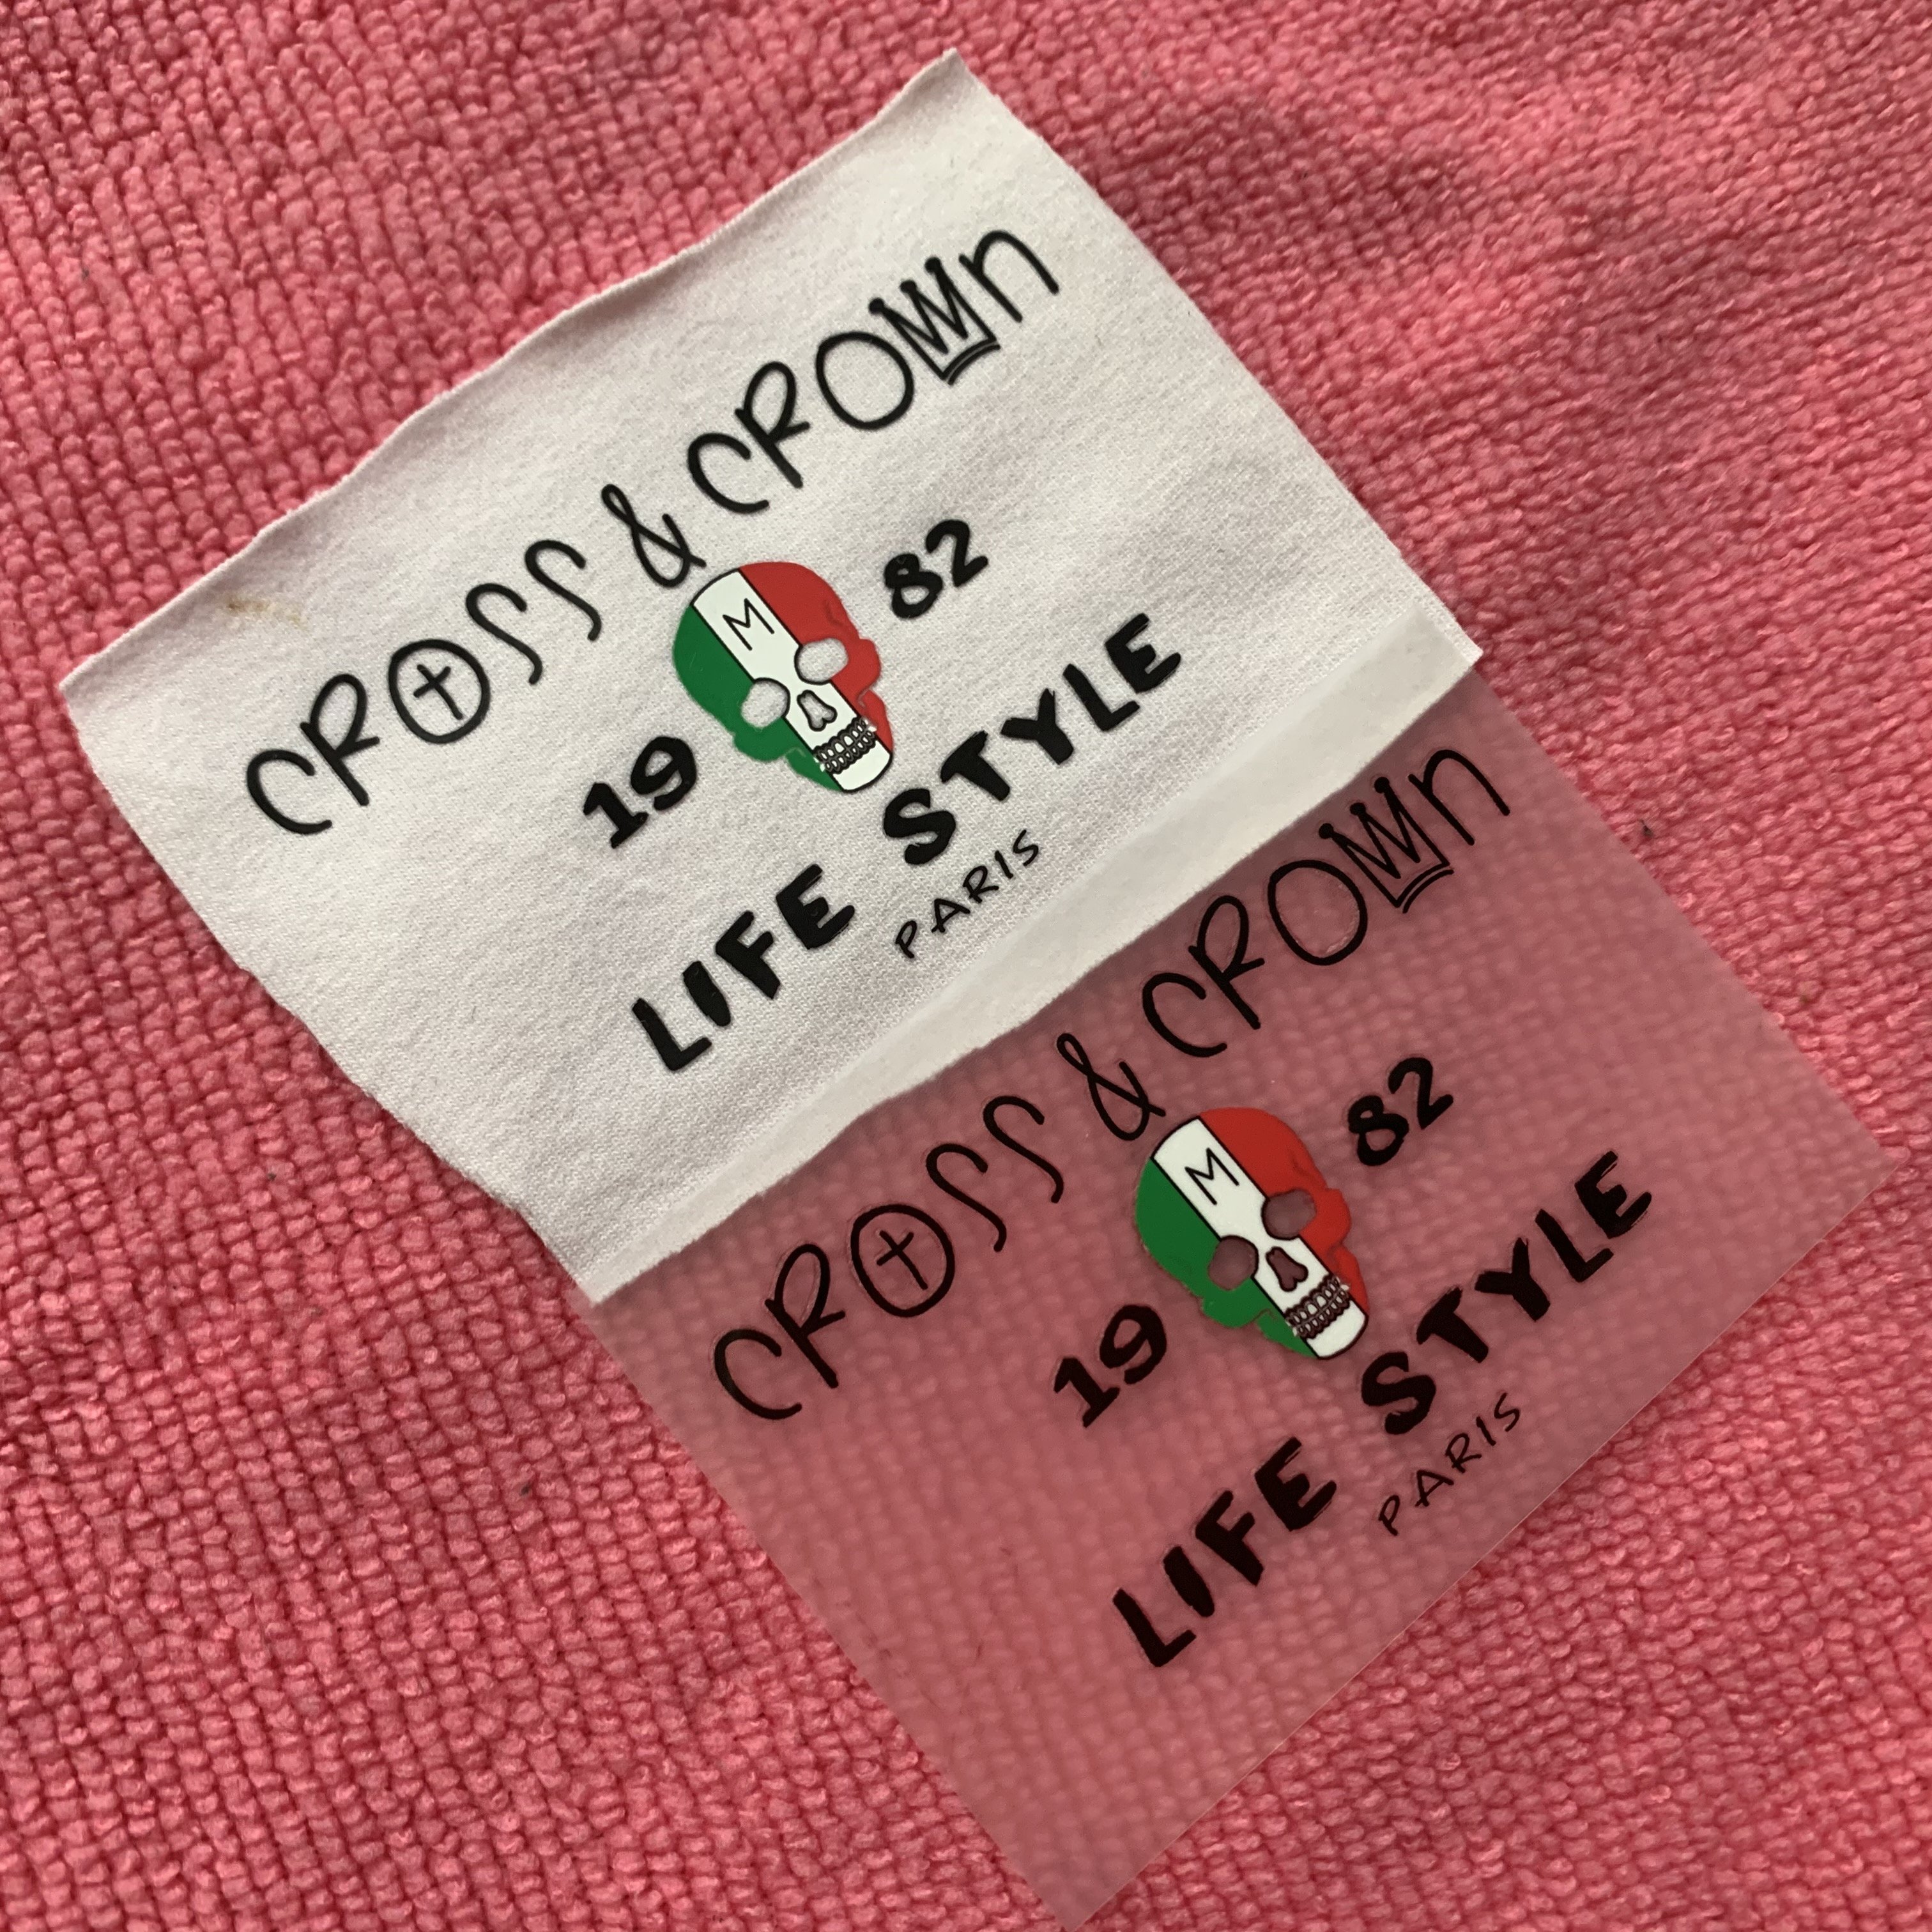 CROSS & CROWN
19 M 82
LIFE STYLE
PARIS
CROSS & CROWN
19 M 82
LIFE STYLE
PARIS